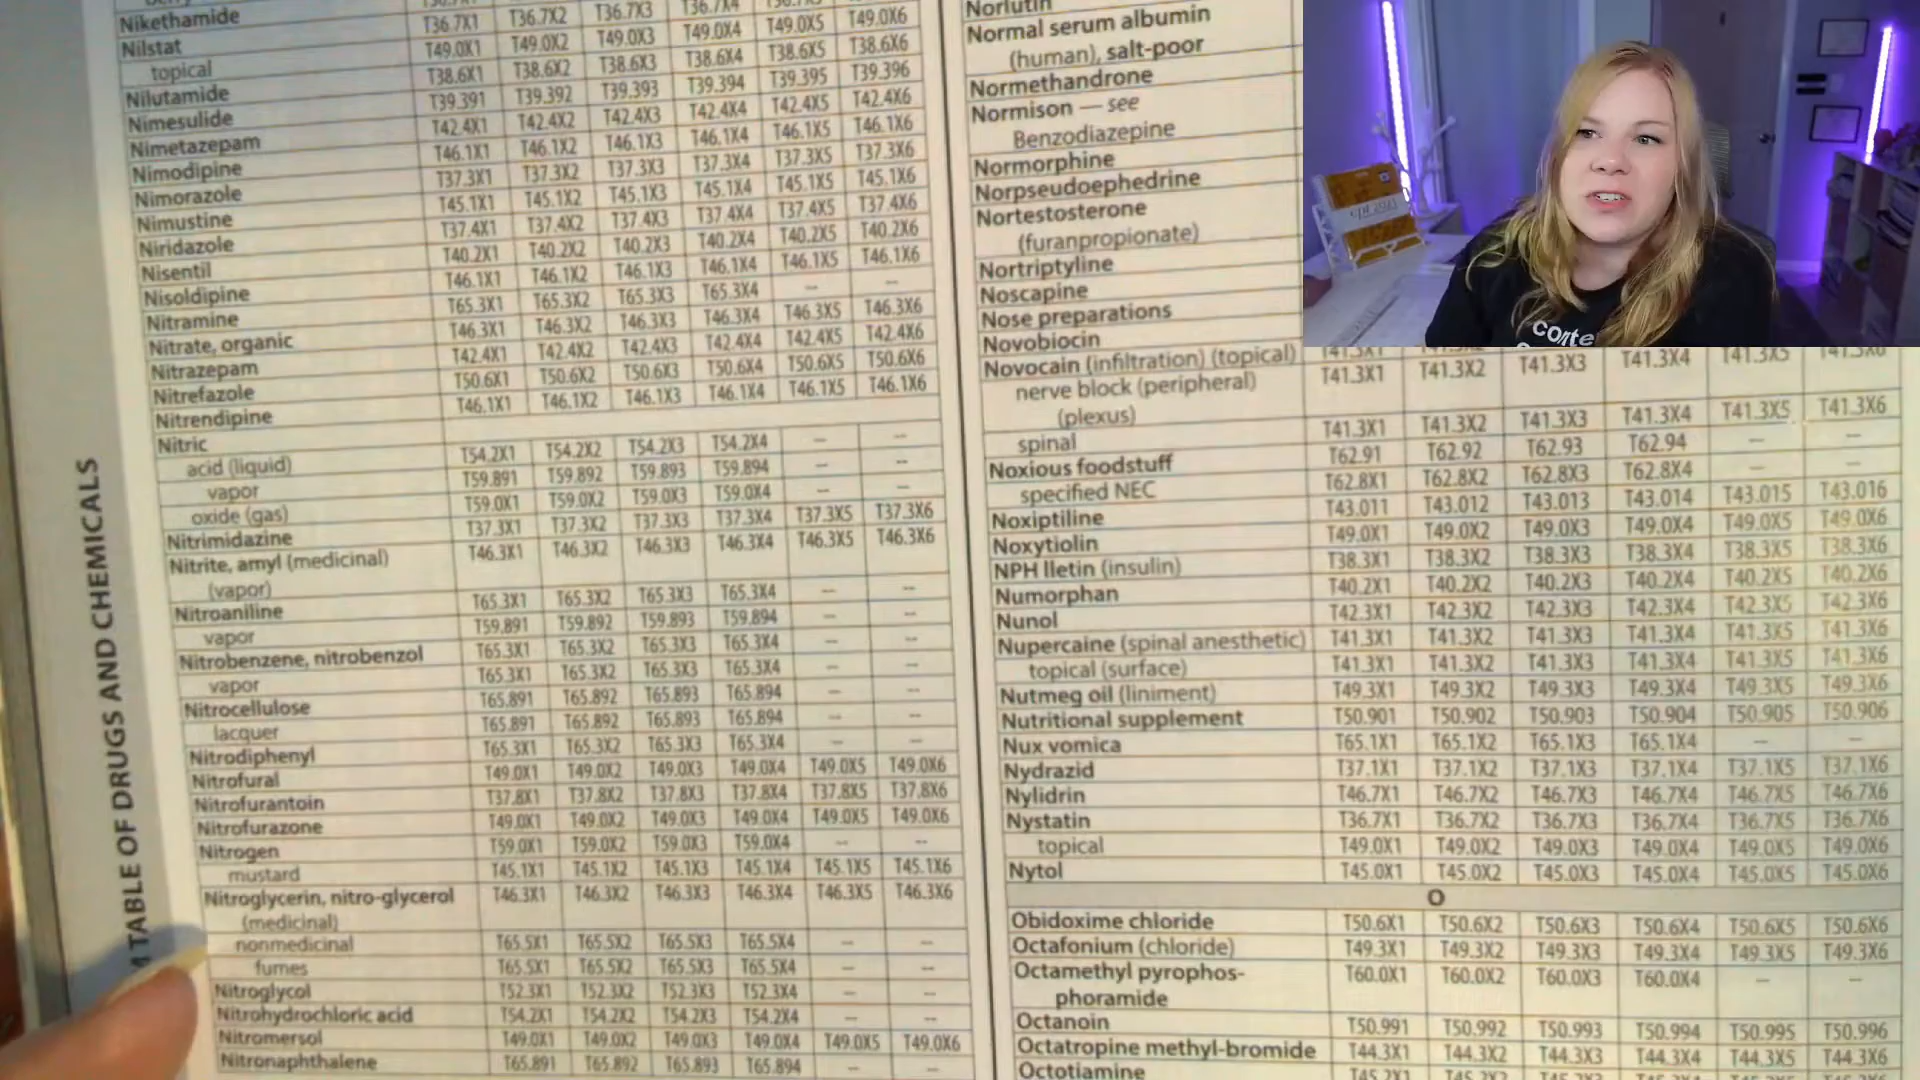 Nikethamide
Nilstat T36.7X1 T36.7X2 T36.7X3 T36.7X4
topical T49.0X1 T49.0X2 T49.0X3 T49.0X4 T49.0X5 T49.0X6
Nilutamide T38.6X1 T38.6X2 T38.6X3 T38.6X4 T38.6X5 T38.6X6
Nimesulide T39.391 T39.392 T39.393 T39.394 T39.395 T39.396
Nimetazepam T42.4X1 T42.4X2 T42.4X3 T42.4X4 T42.4X5 T42.4X6
Nimodipine T46.1X1 T46.1X2 T46.1X3 T46.1X4 T46.1X5 T46.1X6
Nimorazole T37.3X1 T37.3X2 T37.3X3 T37.3X4 T37.3X5 T37.3X6
Nimustine T45.1X1 T45.1X2 T45.1X3 T45.1X4 T45.1X5 T45.1X6
Niridazole T37.4X1 T37.4X2 T37.4X3 T37.4X4 T37.4X5 T37.4X6
Nisentil T40.2X1 T40.2X2 T40.2X3 T40.2X4 T40.2X5 T40.2X6
Nisoldipine T46.1X1 T46.1X2 T46.1X3 T46.1X4 T46.1X5 T46.1X6
Nitramine T65.3X1 T65.3X2 T65.3X3 T65.3X4 — —
Nitrate, organic T46.3X1 T46.3X2 T46.3X3 T46.3X4 T46.3X5 T46.3X6
Nitrazepam T42.4X1 T42.4X2 T42.4X3 T42.4X4 T42.4X5 T42.4X6
Nitrefazole T50.6X1 T50.6X2 T50.6X3 T50.6X4 T50.6X5 T50.6X6
Nitrendipine T46.1X1 T46.1X2 T46.1X3 T46.1X4 T46.1X5 T46.1X6
Nitric
acid (liquid) T54.2X1 T54.2X2 T54.2X3 T54.2X4 — —
vapor T59.891 T59.892 T59.893 T59.894 — —
oxide (gas) T59.0X1 T59.0X2 T59.0X3 T59.0X4 — —
Nitrimidazine T37.3X1 T37.3X2 T37.3X3 T37.3X4 T37.3X5 T37.3X6
Nitrite, amyl (medicinal) T46.3X1 T46.3X2 T46.3X3 T46.3X4 T46.3X5 T46.3X6
(vapor)
Nitroaniline T65.3X1 T65.3X2 T65.3X3 T65.3X4 — —
vapor T59.891 T59.892 T59.893 T59.894 — —
Nitrobenzene, nitrobenzol T65.3X1 T65.3X2 T65.3X3 T65.3X4 — —
vapor T65.3X1 T65.3X2 T65.3X3 T65.3X4 — —
Nitrocellulose T65.891 T65.892 T65.893 T65.894 — —
lacquer T65.891 T65.892 T65.893 T65.894 — —
Nitrodiphenyl T65.3X1 T65.3X2 T65.3X3 T65.3X4 — —
Nitrofural T49.0X1 T49.0X2 T49.0X3 T49.0X4 T49.0X5 T49.0X6
Nitrofurantoin T37.8X1 T37.8X2 T37.8X3 T37.8X4 T37.8X5 T37.8X6
Nitrofurazone T49.0X1 T49.0X2 T49.0X3 T49.0X4 T49.0X5 T49.0X6
Nitrogen T59.0X1 T59.0X2 T59.0X3 T59.0X4 — —
mustard T45.1X1 T45.1X2 T45.1X3 T45.1X4 T45.1X5 T45.1X6
Nitroglycerin, nitro-glycerol T46.3X1 T46.3X2 T46.3X3 T46.3X4 T46.3X5 T46.3X6
(medicinal)
nonmedicinal T65.5X1 T65.5X2 T65.5X3 T65.5X4 — —
fumes T65.5X1 T65.5X2 T65.5X3 T65.5X4 — —
Nitroglycol T52.3X1 T52.3X2 T52.3X3 T52.3X4 — —
Nitrohydrochloric acid T54.2X1 T54.2X2 T54.2X3 T54.2X4 — —
Nitromersol T49.0X1 T49.0X2 T49.0X3 T49.0X4 T49.0X5 T49.0X6
Nitronaphthalene T65.891 T65.892 T65.893 T65.894 — —
Norlutin
Normal serum albumin
(human), salt-poor
Normethandrone
Normison — see
Benzodiazepine
Normorphine
Norpseudoephedrine
Nortestosterone
(furanpropionate)
Nortriptyline
Noscapine
Nose preparations
Novobiocin
Novocain (infiltration) (topical) T41.3X4 T41.3X5 T41.3X6
nerve block (peripheral) T41.3X1 T41.3X2 T41.3X3 T41.3X4
(plexus)
spinal T41.3X1 T41.3X2 T41.3X3 T41.3X4 T41.3X5 T41.3X6
Noxious foodstuff T62.91 T62.92 T62.93 T62.94 — —
specified NEC T62.8X1 T62.8X2 T62.8X3 T62.8X4 — —
Noxiptiline T43.011 T43.012 T43.013 T43.014 T43.015 T43.016
Noxytiolin T49.0X1 T49.0X2 T49.0X3 T49.0X4 T49.0X5 T49.0X6
NPH Iletin (insulin) T38.3X1 T38.3X2 T38.3X3 T38.3X4 T38.3X5 T38.3X6
Numorphan T40.2X1 T40.2X2 T40.2X3 T40.2X4 T40.2X5 T40.2X6
Nunol T42.3X1 T42.3X2 T42.3X3 T42.3X4 T42.3X5 T42.3X6
Nupercaine (spinal anesthetic) T41.3X1 T41.3X2 T41.3X3 T41.3X4 T41.3X5 T41.3X6
topical (surface) T41.3X1 T41.3X2 T41.3X3 T41.3X4 T41.3X5 T41.3X6
Nutmeg oil (liniment) T49.3X1 T49.3X2 T49.3X3 T49.3X4 T49.3X5 T49.3X6
Nutritional supplement T50.901 T50.902 T50.903 T50.904 T50.905 T50.906
Nux vomica T65.1X1 T65.1X2 T65.1X3 T65.1X4 — —
Nydrazid T37.1X1 T37.1X2 T37.1X3 T37.1X4 T37.1X5 T37.1X6
Nylidrin T46.7X1 T46.7X2 T46.7X3 T46.7X4 T46.7X5 T46.7X6
Nystatin T36.7X1 T36.7X2 T36.7X3 T36.7X4 T36.7X5 T36.7X6
topical T49.0X1 T49.0X2 T49.0X3 T49.0X4 T49.0X5 T49.0X6
Nytol T45.0X1 T45.0X2 T45.0X3 T45.0X4 T45.0X5 T45.0X6
O
Obidoxime chloride T50.6X1 T50.6X2 T50.6X3 T50.6X4 T50.6X5 T50.6X6
Octafonium (chloride) T49.3X1 T49.3X2 T49.3X3 T49.3X4 T49.3X5 T49.3X6
Octamethyl pyrophos- T60.0X1 T60.0X2 T60.0X3 T60.0X4 — —
phoramide
Octanoin T50.991 T50.992 T50.993 T50.994 T50.995 T50.996
Octatropine methyl-bromide T44.3X1 T44.3X2 T44.3X3 T44.3X4 T44.3X5 T44.3X6
Octotiamine
TABLE OF DRUGS AND CHEMICALS